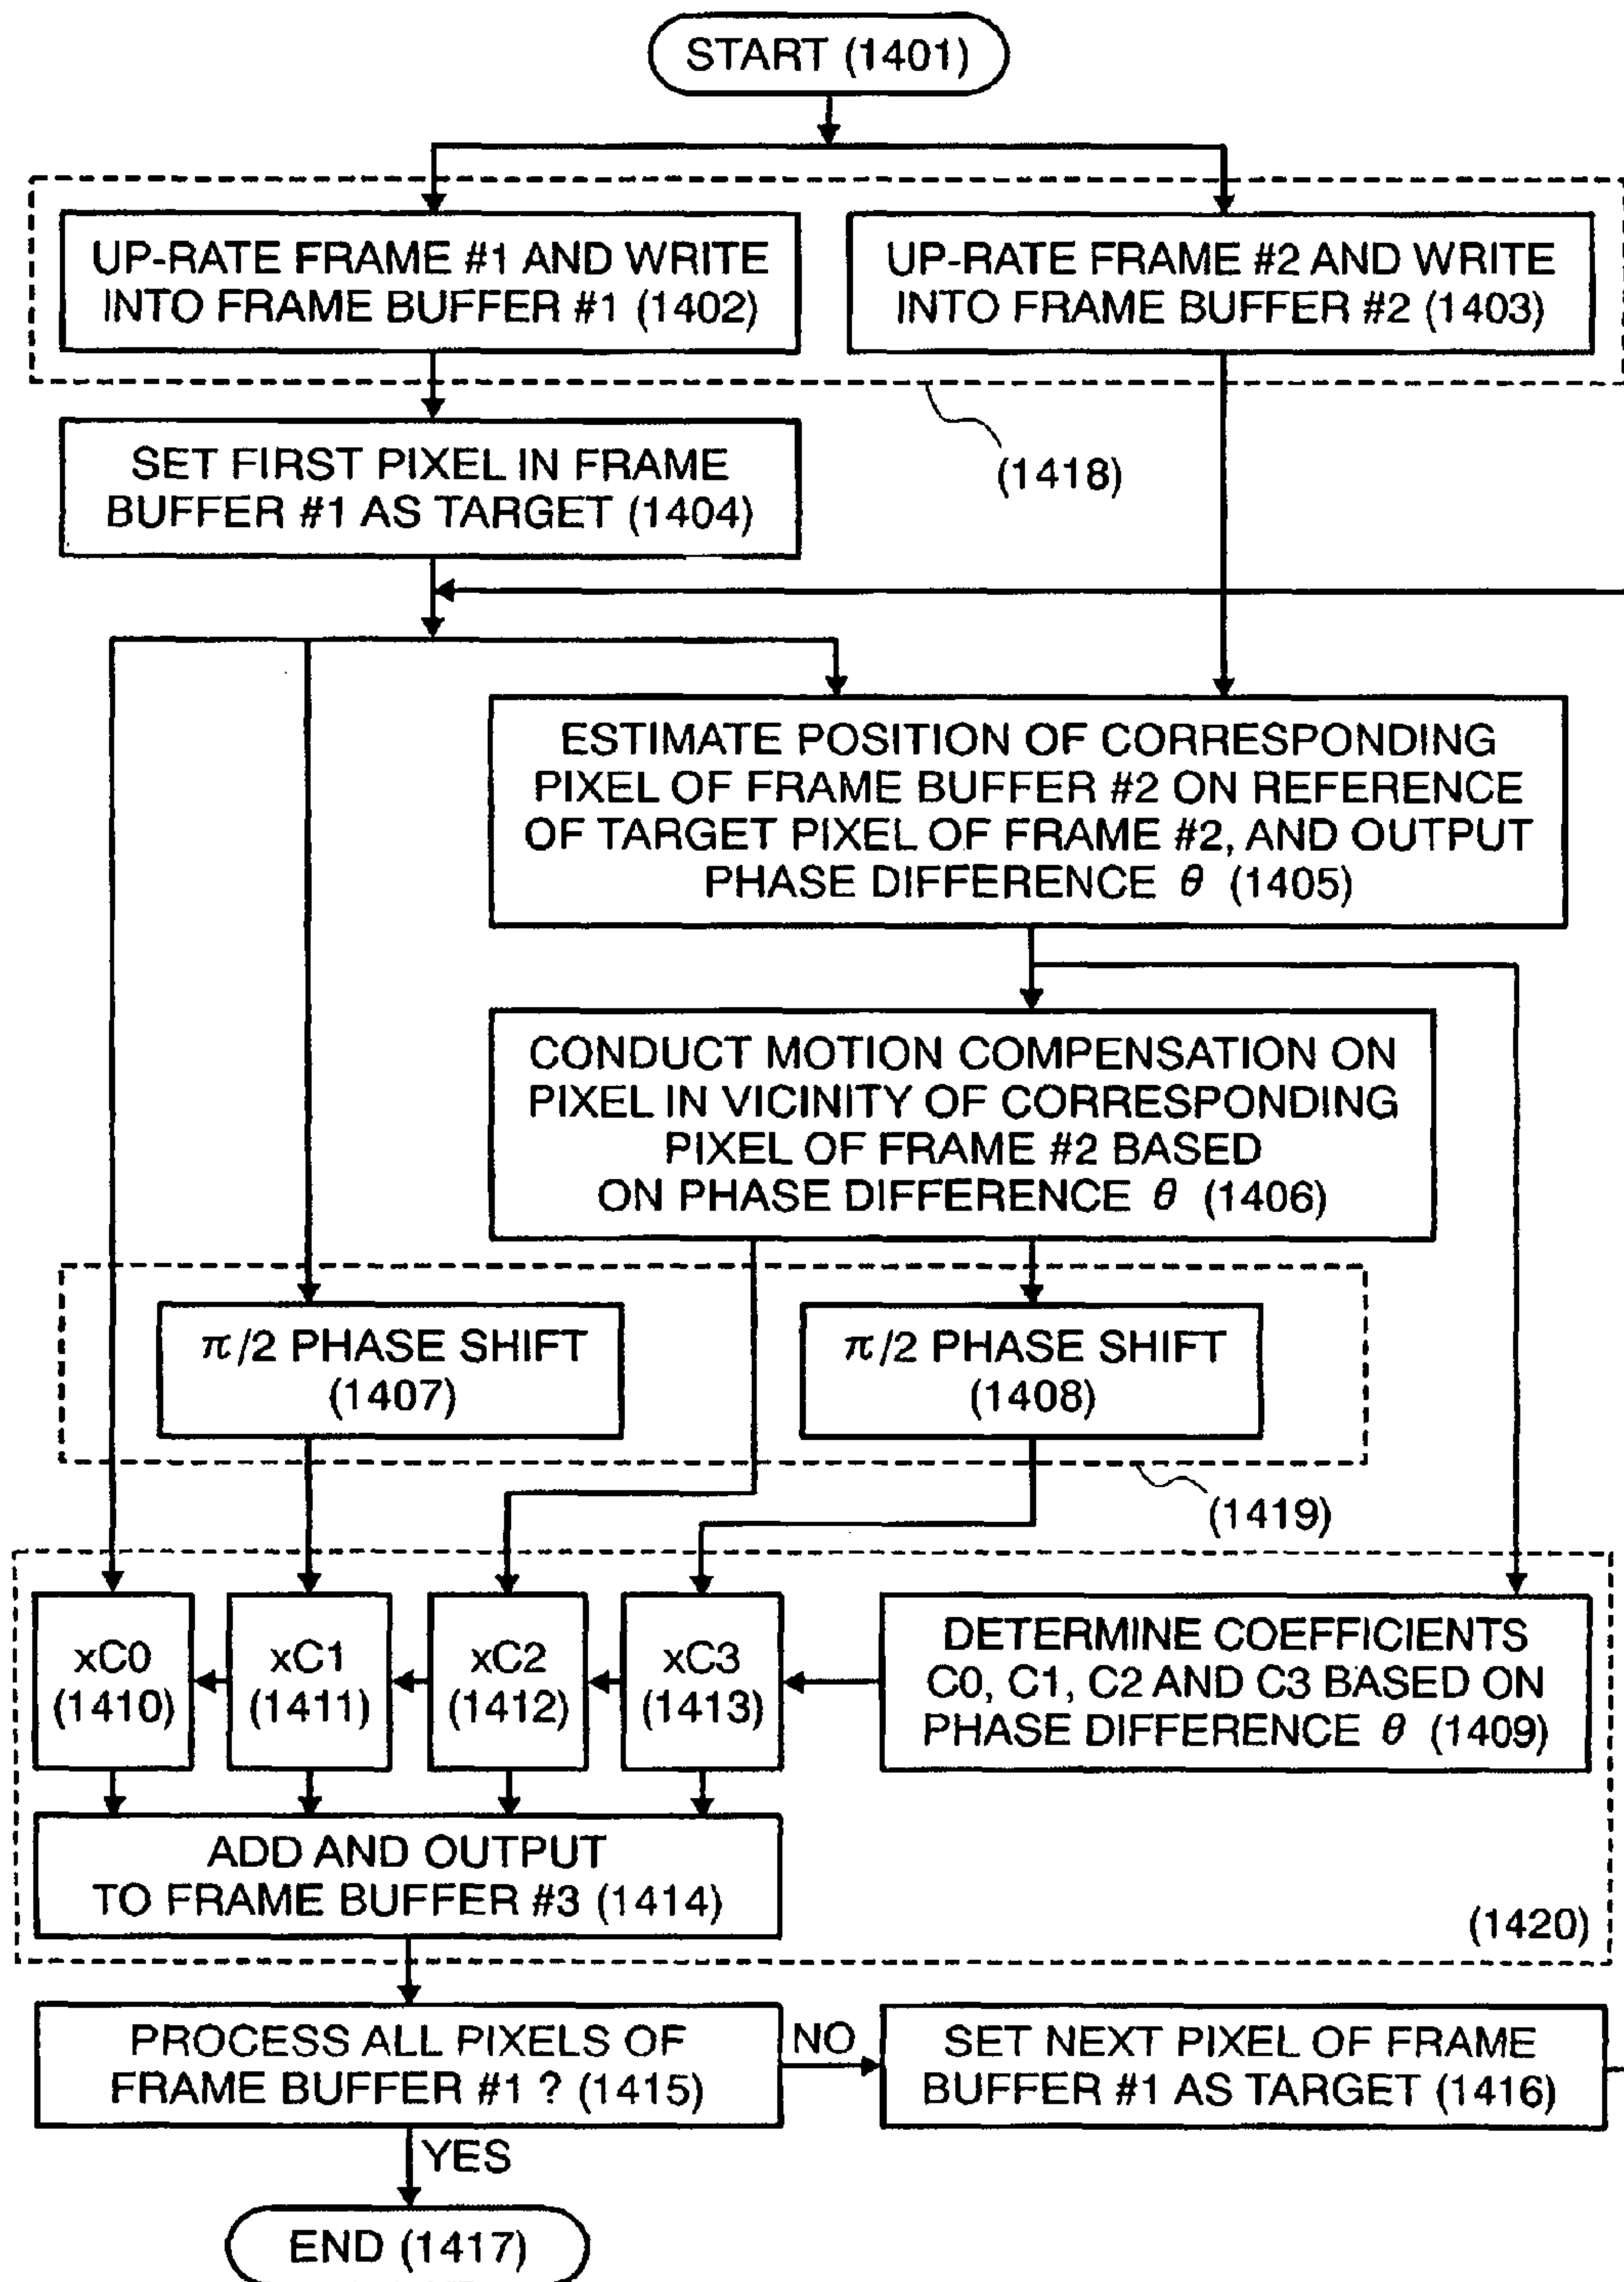 START (1401)
UP-RATE FRAME #1 AND WRITE
INTO FRAME BUFFER #1 (1402)
UP-RATE FRAME #2 AND WRITE
INTO FRAME BUFFER #2 (1403)
(1418)
SET FIRST PIXEL IN FRAME
BUFFER #1 AS TARGET (1404)
ESTIMATE POSITION OF CORRESPONDING
PIXEL OF FRAME BUFFER #2 ON REFERENCE
OF TARGET PIXEL OF FRAME #2, AND OUTPUT
PHASE DIFFERENCE θ (1405)
CONDUCT MOTION COMPENSATION ON
PIXEL IN VICINITY OF CORRESPONDING
PIXEL OF FRAME #2 BASED
ON PHASE DIFFERENCE θ (1406)
π/2 PHASE SHIFT
(1407)
π/2 PHASE SHIFT
(1408)
(1419)
xC0
(1410)
xC1
(1411)
xC2
(1412)
xC3
(1413)
DETERMINE COEFFICIENTS
C0, C1, C2 AND C3 BASED ON
PHASE DIFFERENCE θ (1409)
ADD AND OUTPUT
TO FRAME BUFFER #3 (1414)
(1420)
PROCESS ALL PIXELS OF
FRAME BUFFER #1 ? (1415)
NO
SET NEXT PIXEL OF FRAME
BUFFER #1 AS TARGET (1416)
YES
END (1417)